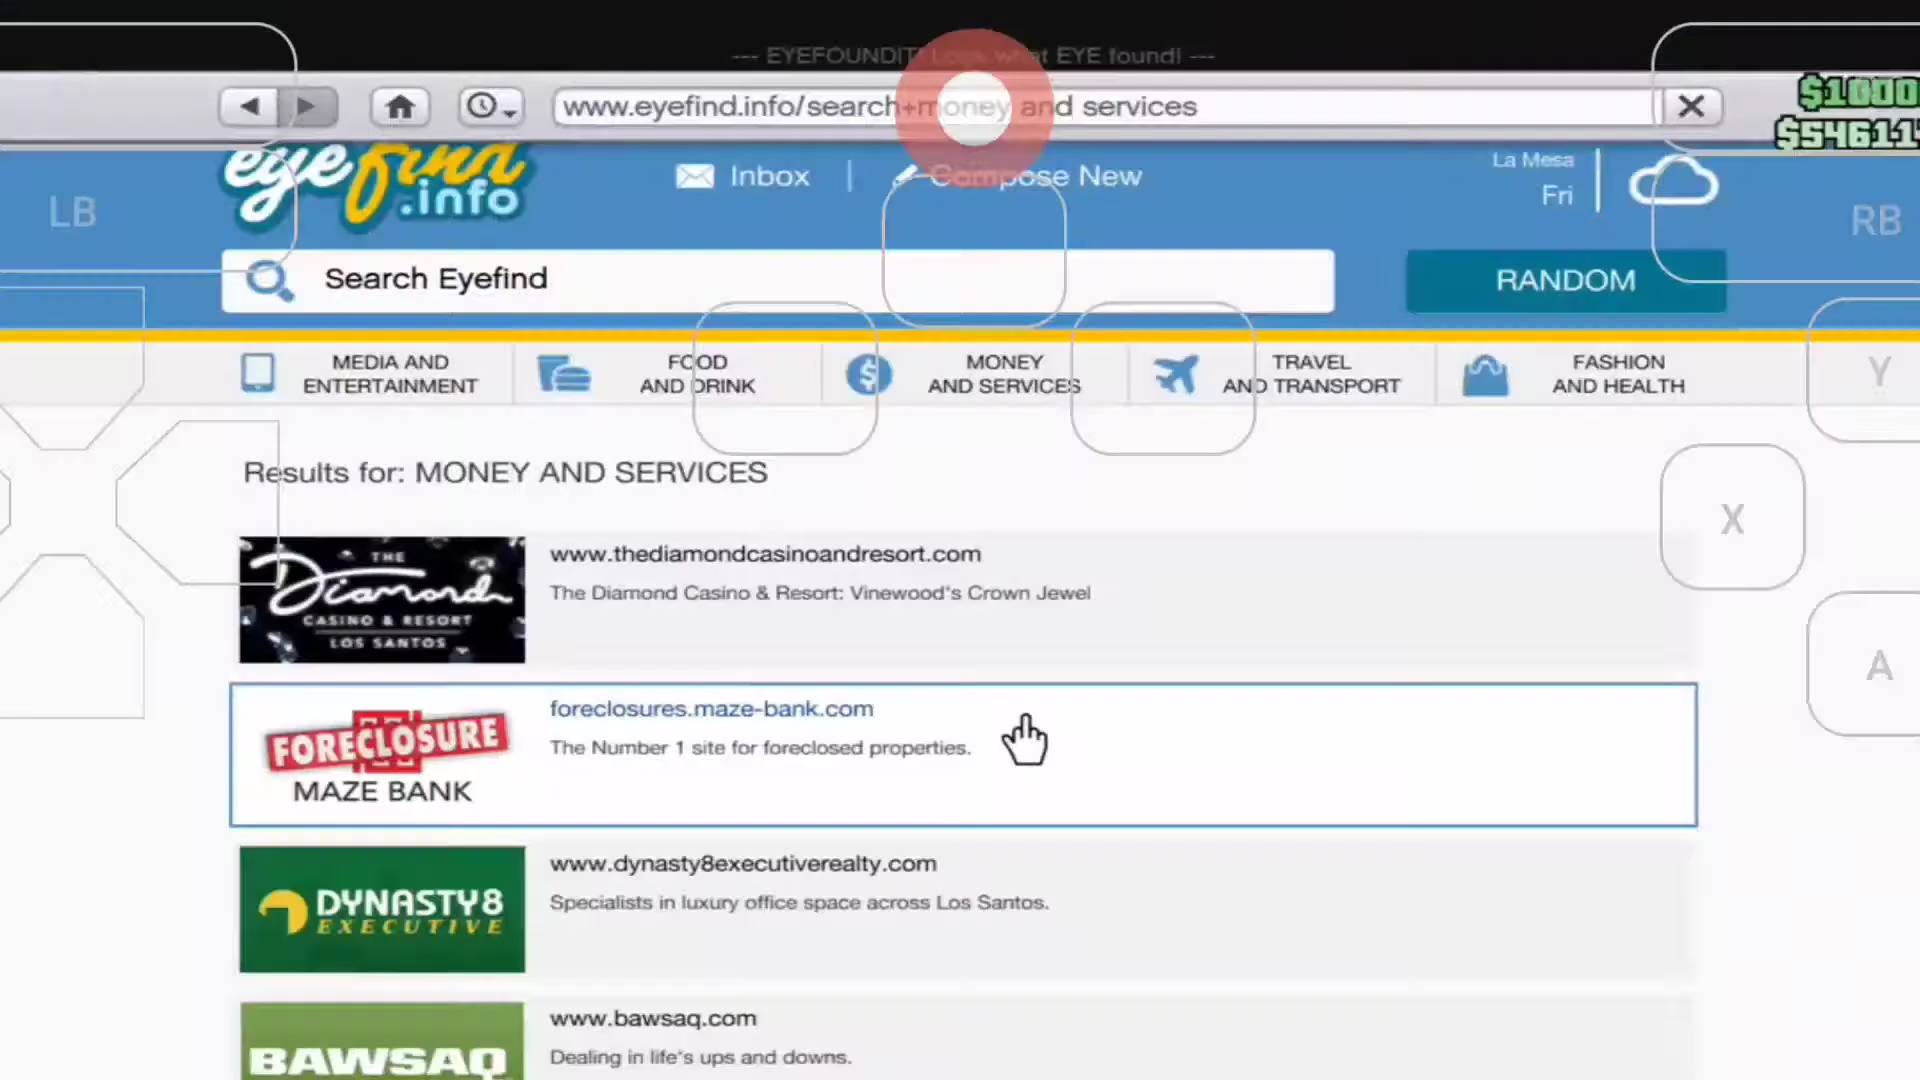 --- EYEFOUNDIT! Look what EYE found! ---
www.eyefind.info/search+money and services
$1000
$54611
eyefind
.info
Inbox
Compose New
La Mesa
Fri
LB
RB
Search Eyefind
RANDOM
MEDIA AND
ENTERTAINMENT
FOOD
AND DRINK
MONEY
AND SERVICES
TRAVEL
AND TRANSPORT
FASHION
AND HEALTH
Y
Results for: MONEY AND SERVICES
X
THE
Diamond
CASINO & RESORT
LOS SANTOS
www.thediamondcasinoandresort.com
The Diamond Casino & Resort: Vinewood's Crown Jewel
A
FORECLOSURE
MAZE BANK
foreclosures.maze-bank.com
The Number 1 site for foreclosed properties.
DYNASTY8
EXECUTIVE
www.dynasty8executiverealty.com
Specialists in luxury office space across Los Santos.
BAWSAQ
www.bawsaq.com
Dealing in life's ups and downs.